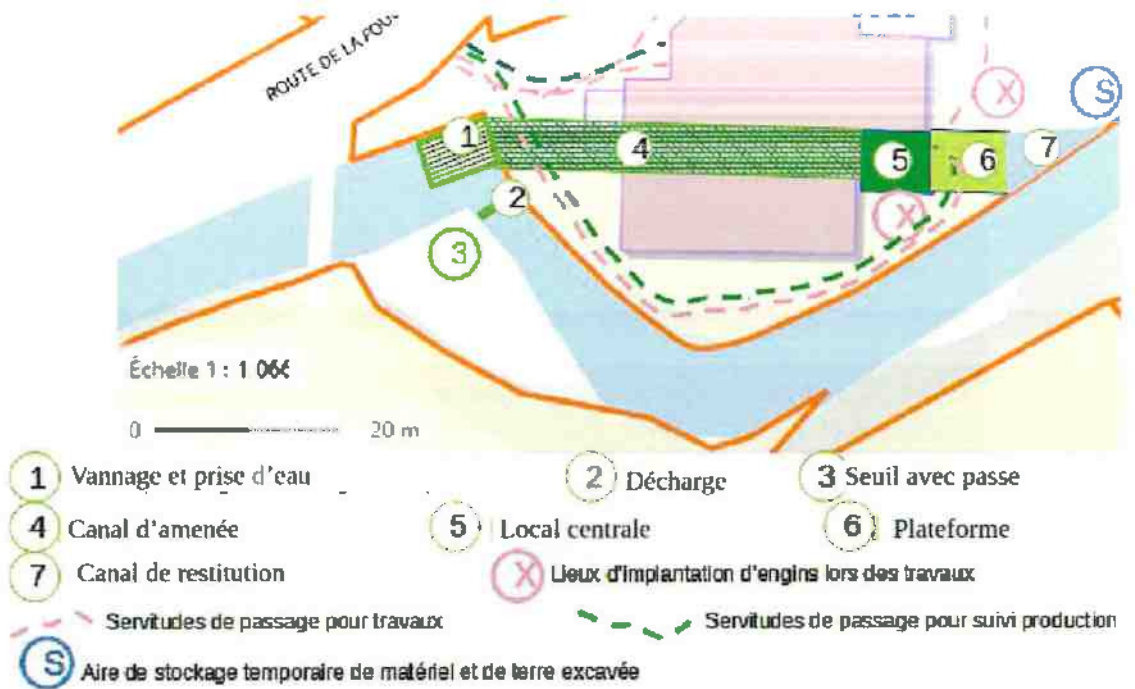 ROUTE DE LA FOU
X
S
1
4
5
6
7
2
X
3
Échelle 1 : 1 066
0 20 m
1 Vannage et prise d'eau 2 Décharge 3 Seuil avec passe
4 Canal d'amenée 5 Local centrale 6 Plateforme
7 Canal de restitution X Lieux d'implantation d'engins lors des travaux
Servitudes de passage pour travaux Servitudes de passage pour suivi production
S Aire de stockage temporaire de matériel et de terre excavée